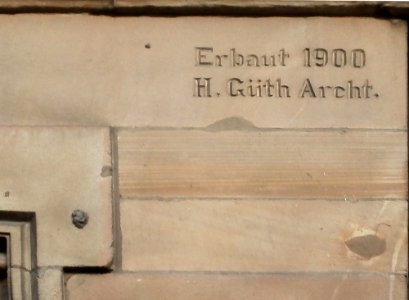 Erbaut 1900
H. Güth Archt.